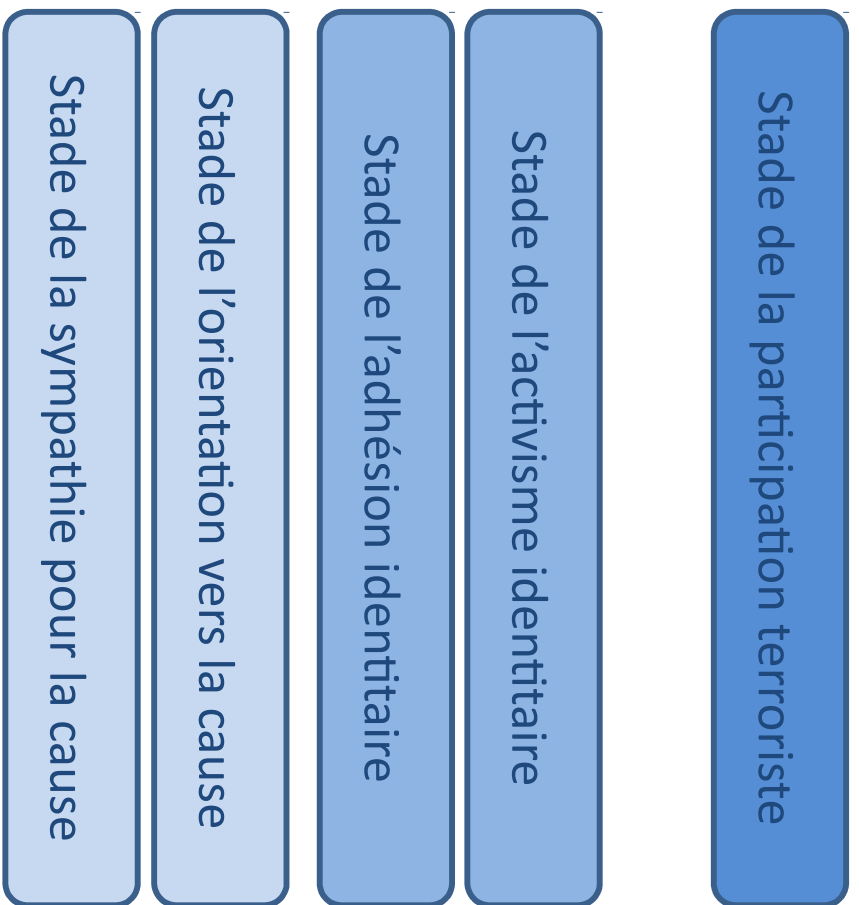 Stade de la sympathie pour la cause
Stade de l’orientation vers la cause
Stade de l’adhésion identitaire
Stade de l’activisme identitaire
Stade de la participation terroriste